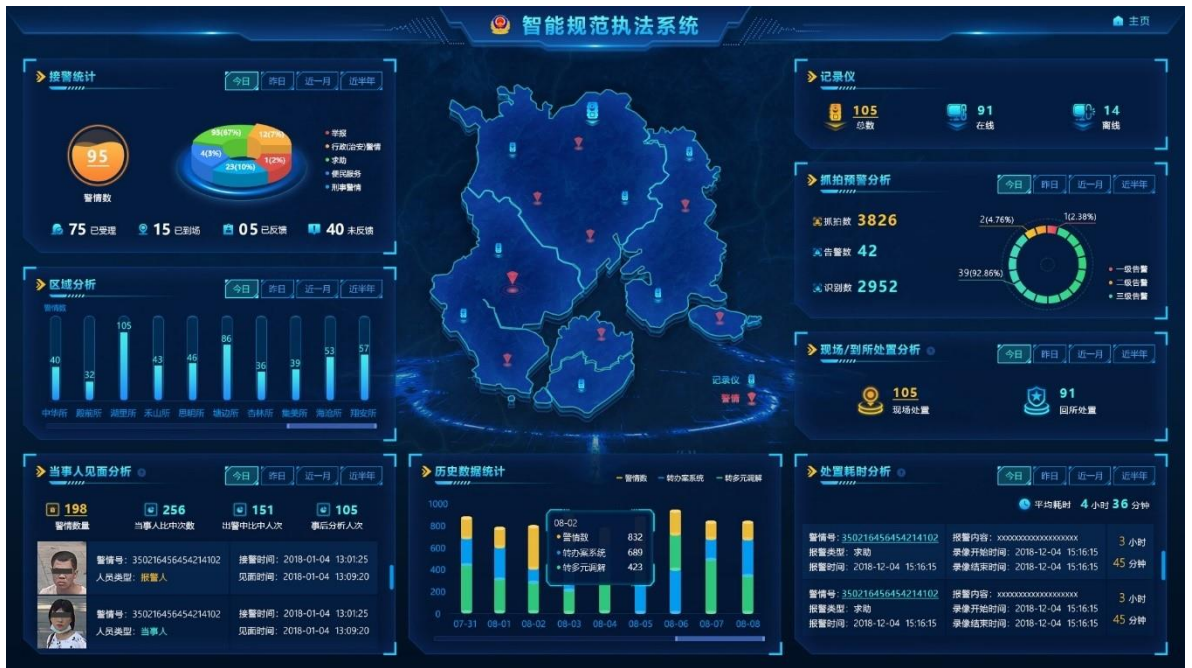 智能规范执法系统
主页
接警统计
今日 昨日 近一月 近半年
95
警情数
95(87%)
12(7%)
4(3%)
23(10%)
1(2%)
举报
行政(治安)警情
求助
便民服务
刑事警情
75 已受理 15 已到场 05 已反馈 40 未反馈
区域分析
今日 昨日 近一月 近半年
警情数
40 32 105 43 46 86 36 39 53 57
中华所 殿前所 湖里所 禾山所 思明所 塘边所 杏林所 集美所 海沧所 翔安所
当事人见面分析
今日 昨日 近一月 近半年
198 256 151 105
警情数量 当事人比中次数 出警中比中人次 事后分析人次
警情号: 350216456454214102 接警时间: 2018-01-04 13:01:25
人员类型: 报警人 见面时间: 2018-01-04 13:09:20
警情号: 350216456454214102 接警时间: 2018-01-04 13:01:25
人员类型: 当事人 见面时间: 2018-01-04 13:09:20
记录仪
警情
历史数据统计
警情数 转办案系统 转多元调解
1000
800
600
400
200
0
08-02
警情数 832
转办案系统 689
转多元调解 423
07-31 08-01 08-02 08-03 08-04 08-05 08-06 08-07 08-08
记录仪
105 91 14
总数 在线 离线
抓拍预警分析
今日 昨日 近一月 近半年
抓拍数 3826
告警数 42
识别数 2952
2(4.76%)
1(2.38%)
39(92.86%)
一级告警
二级告警
三级告警
现场/到所处置分析
今日 昨日 近一月 近半年
105 91
现场处置 回所处置
处置耗时分析
今日 昨日 近一月 近半年
平均耗时 4 小时 36 分钟
警情号: 350216456454214102 报警内容: xxxxxxxxxxxxxxxxxx
报警类型: 求助 录像开始时间: 2018-12-04 15:16:15
报警时间: 2018-12-04 15:16:15 录像结束时间: 2018-12-04 15:16:15
3 小时
45 分钟
警情号: 350216456454214102 报警内容: xxxxxxxxxxxxxxxxxx
报警类型: 求助 录像开始时间: 2018-12-04 15:16:15
报警时间: 2018-12-04 15:16:15 录像结束时间: 2018-12-04 15:16:15
3 小时
45 分钟